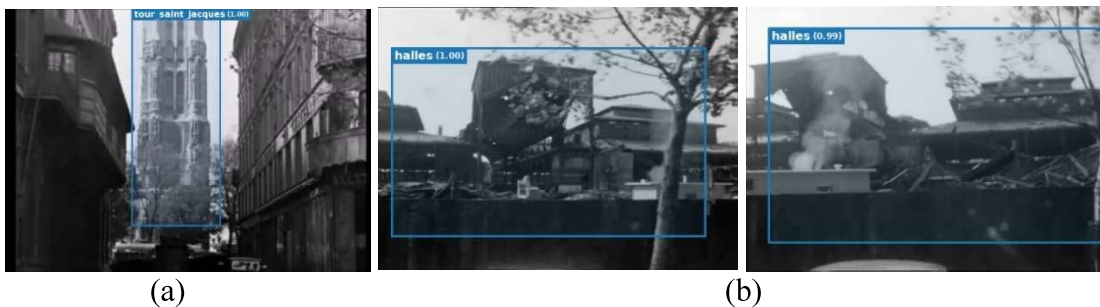 tour saint jacques (1.00)
halles (1.00)
halles (0.99)
(a)
(b)